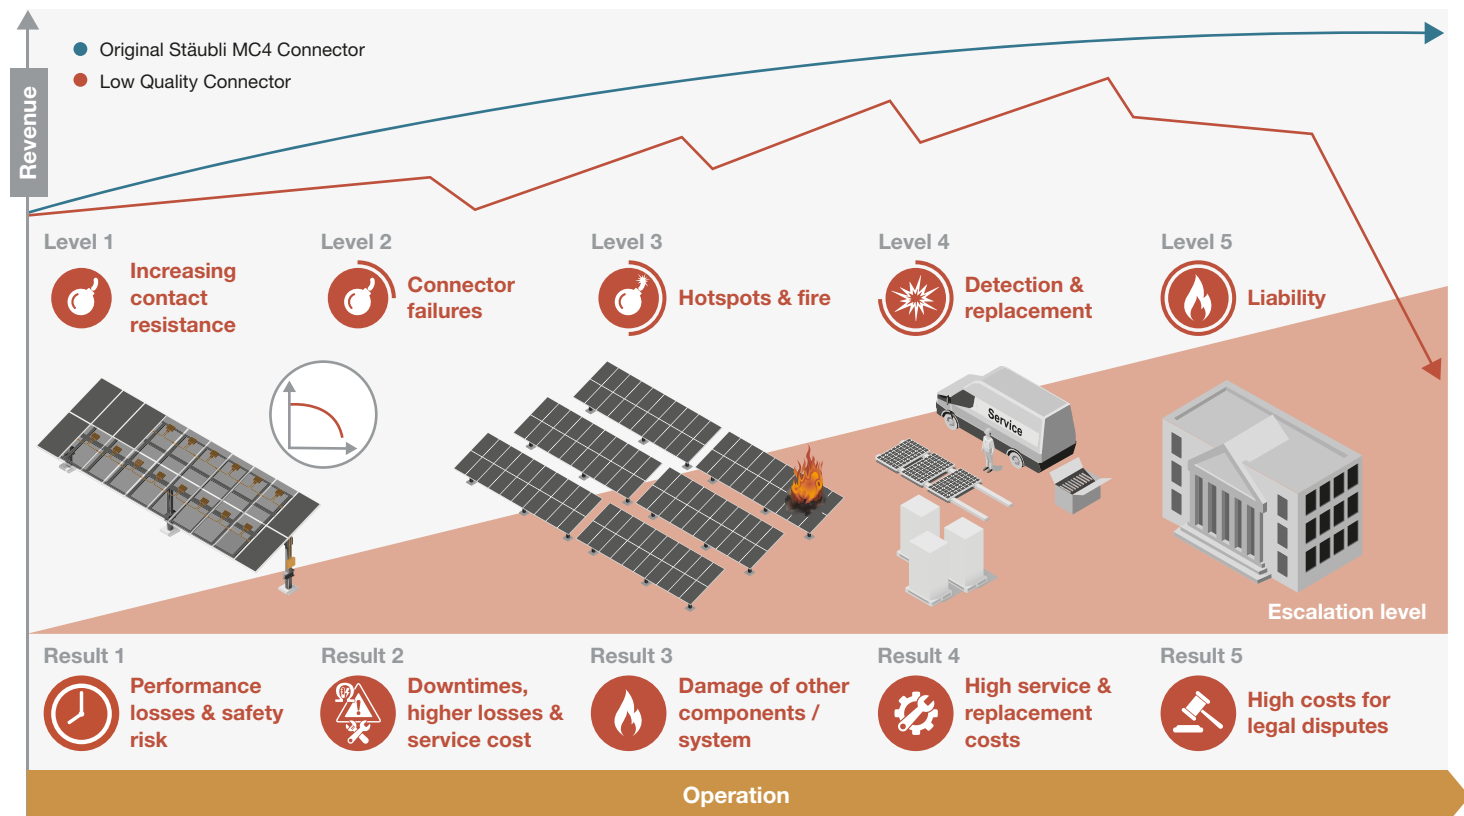 Original Stäubli MC4 Connector
Low Quality Connector
Revenue
Level 1
Increasing
contact
resistance
Level 2
Connector
failures
Level 3
Hotspots & fire
Level 4
Detection &
replacement
Level 5
Liability
Service
Escalation level
Result 1
Performance
losses & safety
risk
Result 2
Downtimes,
higher losses &
service cost
Result 3
Damage of other
components /
system
Result 4
High service &
replacement
costs
Result 5
High costs for
legal disputes
Operation